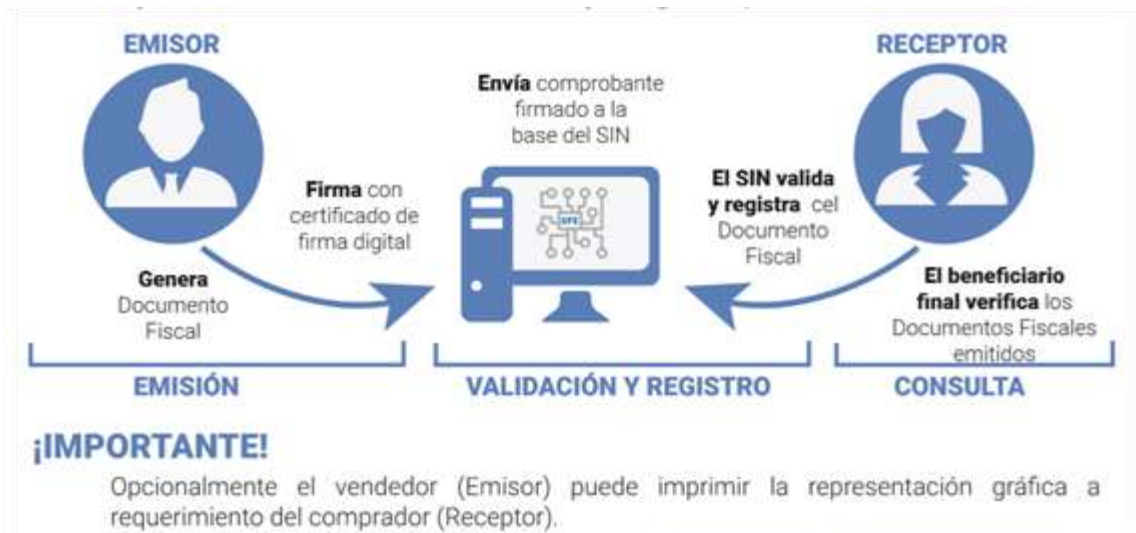 EMISOR
RECEPTOR
Envía comprobante
firmado a la
base del SIN
Firma con
certificado de
firma digital
El SIN valida
y registra cel
Documento
Fiscal
Genera
Documento
Fiscal
El beneficiario
final verifica los
Documentos Fiscales
emitidos
EMISIÓN
VALIDACIÓN Y REGISTRO
CONSULTA
¡IMPORTANTE!
Opcionalmente el vendedor (Emisor) puede imprimir la representación gráfica a
requerimiento del comprador (Receptor).